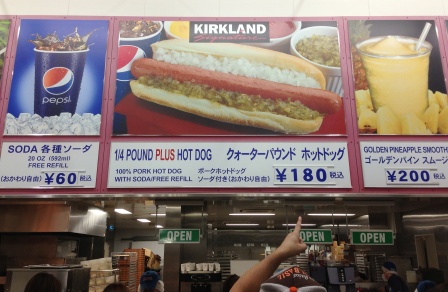 pepsi
SODA 各種ソーダ
20 OZ (592ml)
FREE REFILL
(おかわり自由) ¥60 税込
KIRKLAND
Signature
1/4 POUND PLUS HOT DOG
100% PORK HOT DOG
WITH SODA/FREE REFILL
クォーターパウンド ホットドッグ
ポークホットドッグ
ソーダ付き(おかわり自由) ¥180 税込
GOLDEN PINEAPPLE SMOOTH
ゴールデンパイン スムージ
¥200 税込
OPEN
OPEN
OPEN